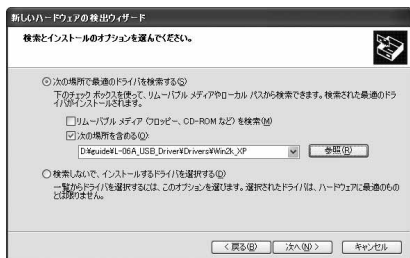 新しいハードウェアの検出ウィザード
検索とインストールのオプションを選んでください。
次の場所で最適のドライバを検索する(S)
下のチェック ボックスを使って、リムーバブル メディアやローカル パスから検索できます。検索された最適のドラ
イバがインストールされます。
リムーバブル メディア (フロッピー、CD-ROM など) を検索(M)
次の場所を含める(O):
D:¥guide¥L-06A_USB_Driver¥Drivers¥Win2k_XP
参照(R)
検索しないで、インストールするドライバを選択する(D)
一覧からドライバを選択するには、このオプションを選びます。選択されたドライバは、ハードウェアに最適のもの
とは限りません。
< 戻る(B)
次へ(N) >
キャンセル